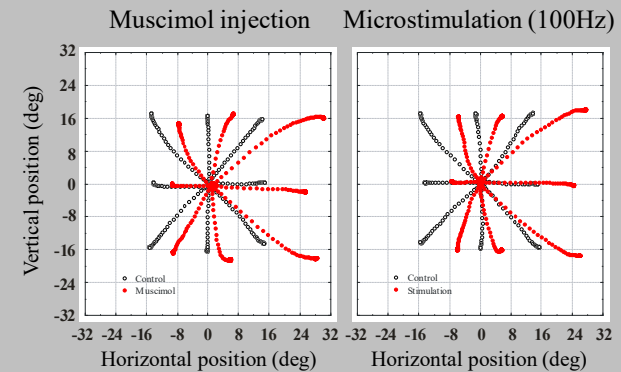 Muscimol injection Microstimulation (100Hz)
Vertical position (deg)
32
24
16
8
0
-8
-16
-24
-32
Control
Muscimol
Control
Stimulation
-32 -24 -16 -8 0 8 16 24 32
-32 -24 -16 -8 0 8 16 24 32
Horizontal position (deg) Horizontal position (deg)